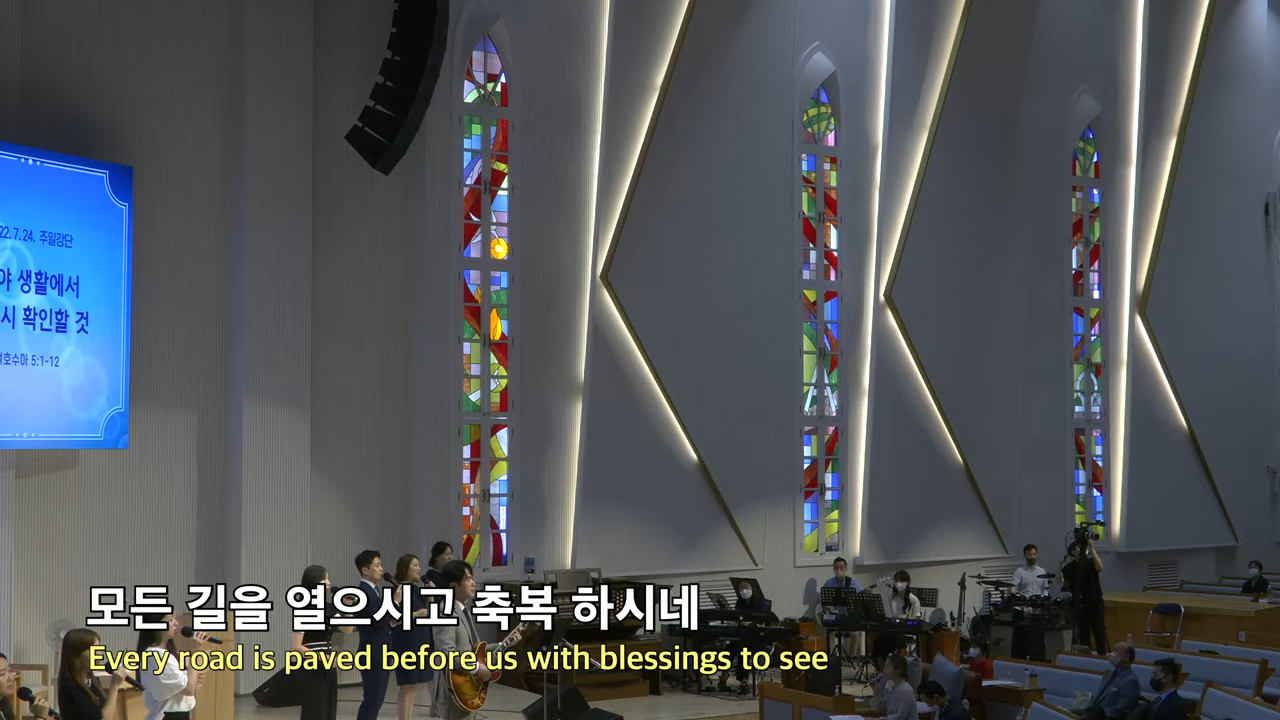 22. 7. 24. 주일강단
야 생활에서
시 확인할 것
여호수아 5:1-12
모든 길을 열으시고 축복 하시네
Every road is paved before us with blessings to see